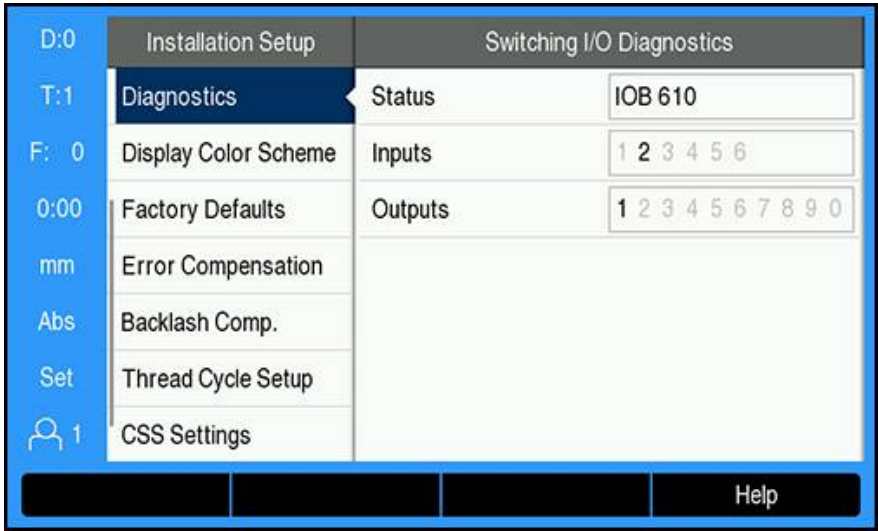 D:0
T:1
F: 0
0:00
mm
Abs
Set
1
Installation Setup
Diagnostics
Display Color Scheme
Factory Defaults
Error Compensation
Backlash Comp.
Thread Cycle Setup
CSS Settings
Switching I/O Diagnostics
Status IOB 610
Inputs 1 2 3 4 5 6
Outputs 1 2 3 4 5 6 7 8 9 0
Help